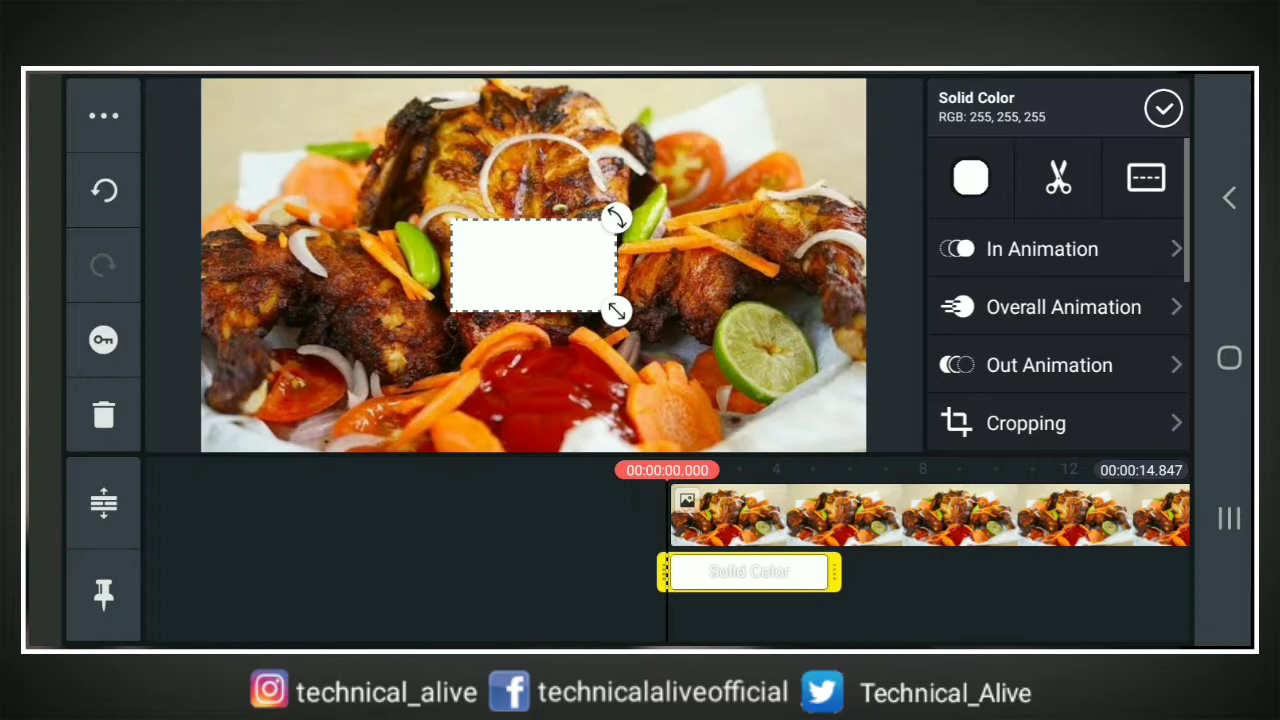 Solid Color
RGB: 255, 255, 255
In Animation
Overall Animation
Out Animation
Cropping
00:00:00.000
4
8
12
00:00:14.847
Solid Color
technical_alive
technicalaliveofficial
Technical_Alive